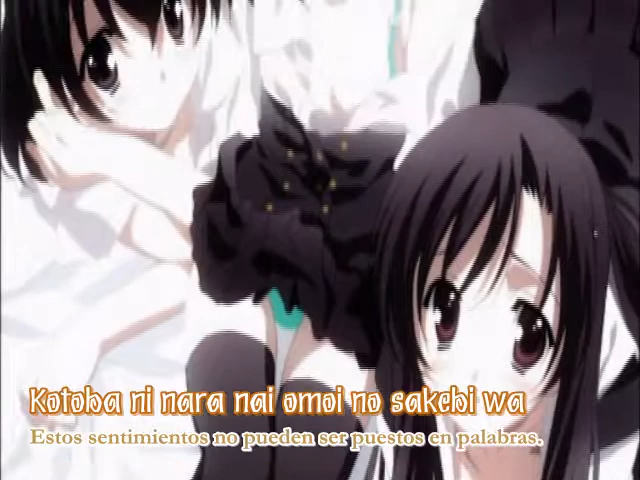 Kotoba ni nara nai omoi no sakebi wa
Estos sentimientos no pueden ser puestos en palabras.